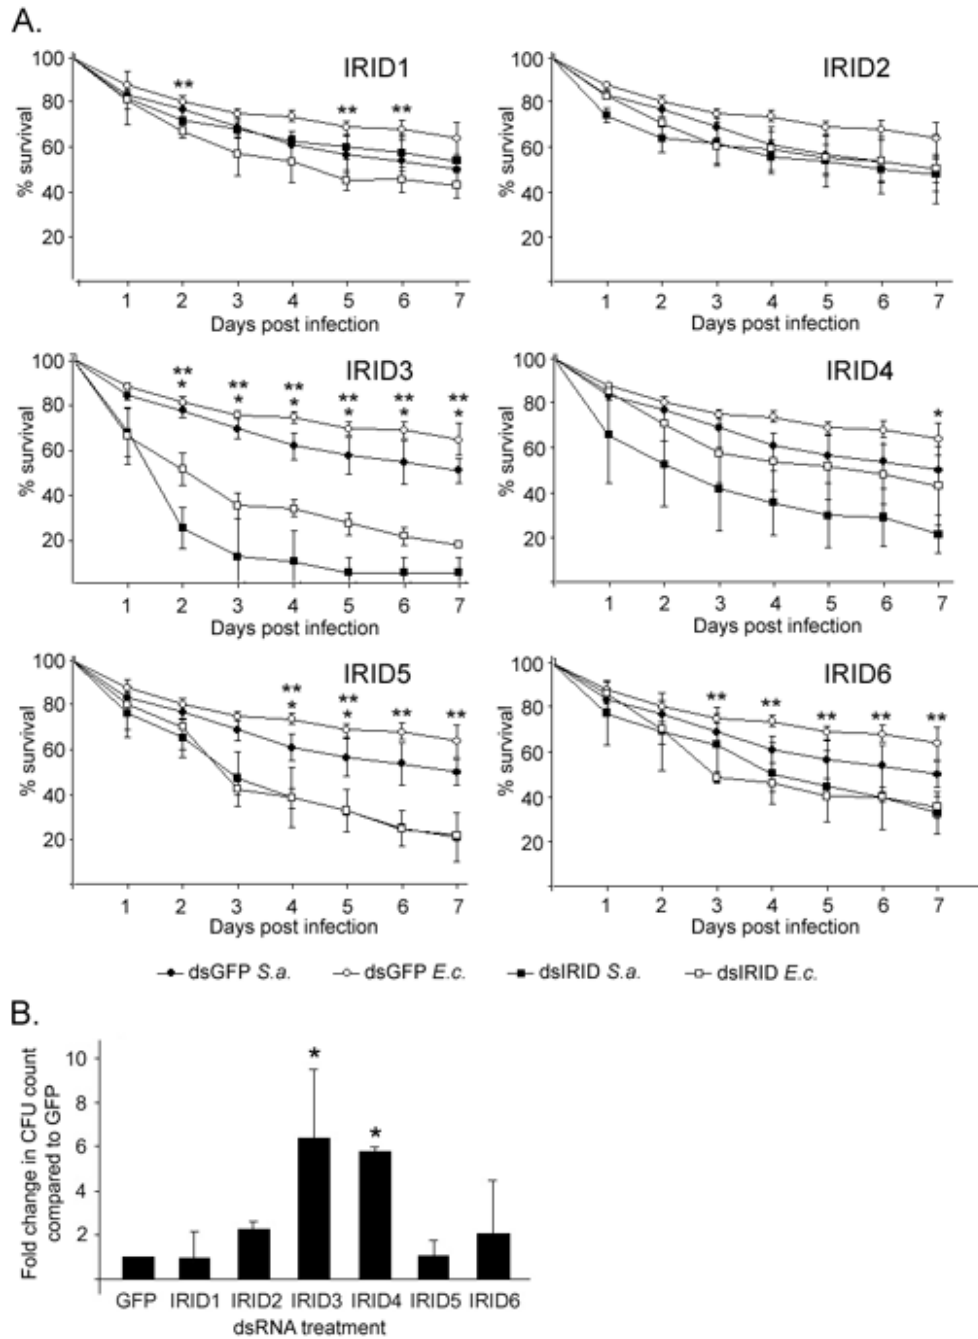 A.
IRID1
IRID2
100
80
60
40
20
% survival
** ** **
1 2 3 4 5 6 7
Days post infection
100
80
60
40
20
% survival
1 2 3 4 5 6 7
Days post infection
IRID3
IRID4
100
80
60
40
20
% survival
** ** ** ** ** **
* * * * * *
1 2 3 4 5 6 7
Days post infection
100
80
60
40
20
% survival
*
1 2 3 4 5 6 7
Days post infection
IRID5
IRID6
100
80
60
40
20
% survival
** ** ** **
* *
1 2 3 4 5 6 7
Days post infection
100
80
60
40
20
% survival
** ** ** ** **
1 2 3 4 5 6 7
Days post infection
dsGFP S.a. dsGFP E.c. dsIRID S.a. dsIRID E.c.
B.
Fold change in CFU count
compared to GFP
10
8
6
4
2
* *
GFP IRID1 IRID2 IRID3 IRID4 IRID5 IRID6
dsRNA treatment